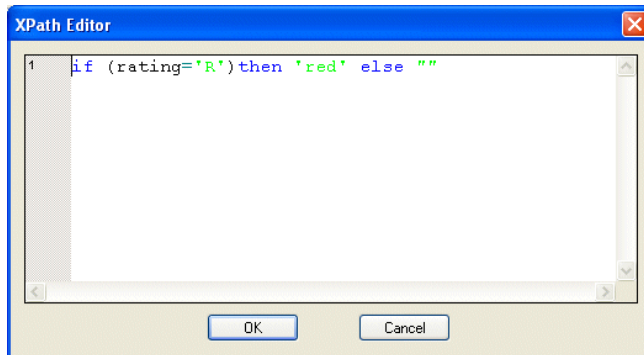 XPath Editor
1 if (rating='R')then 'red' else ""
OK Cancel